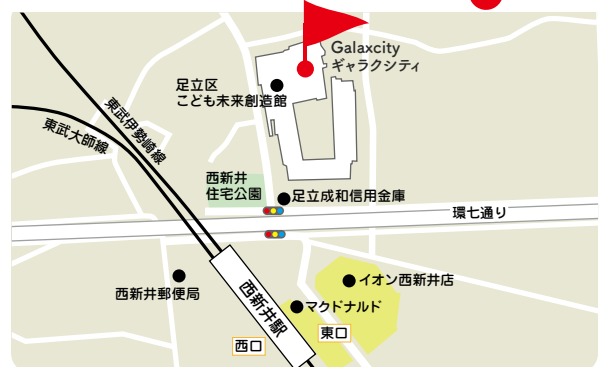 Galaxcity
ギャラクシティ
足立区
こども未来創造館
東武伊勢崎線
東武大師線
西新井
住宅公園
足立成和信用金庫
環七通り
イオン西新井店
西新井郵便局
マクドナルド
西新井駅
東口
西口